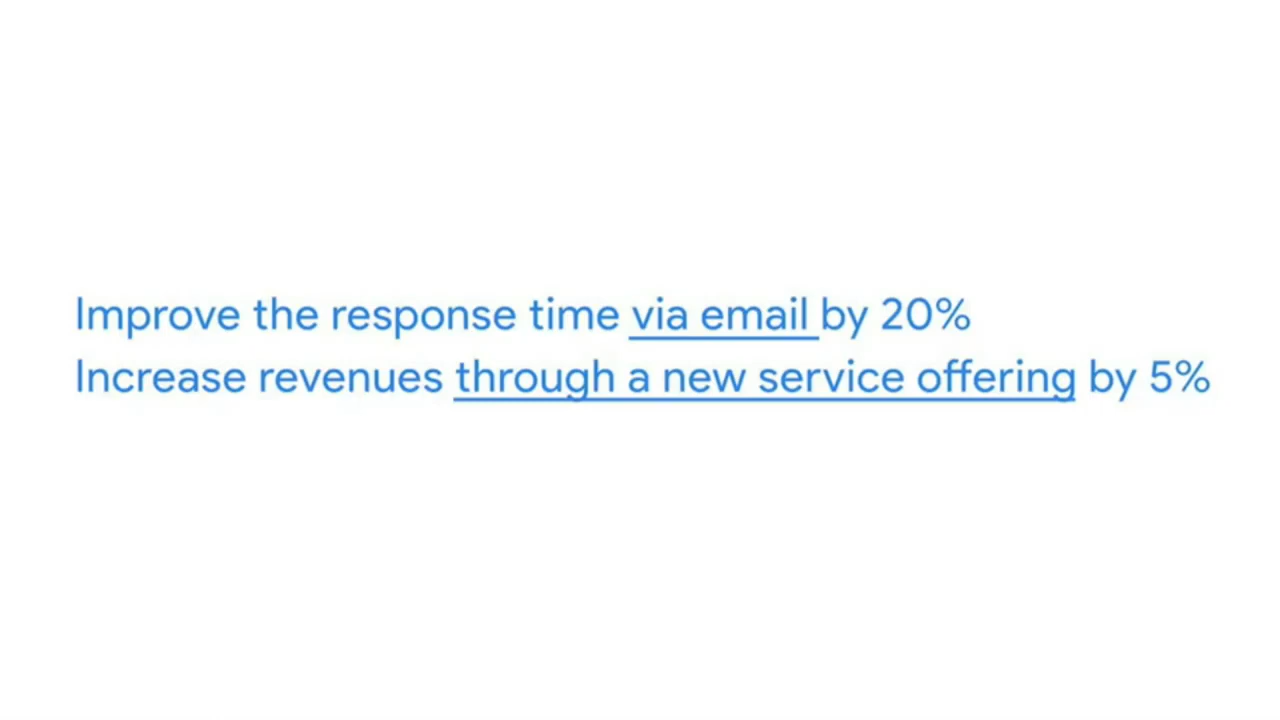 Improve the response time via email by 20%
Increase revenues through a new service offering by 5%